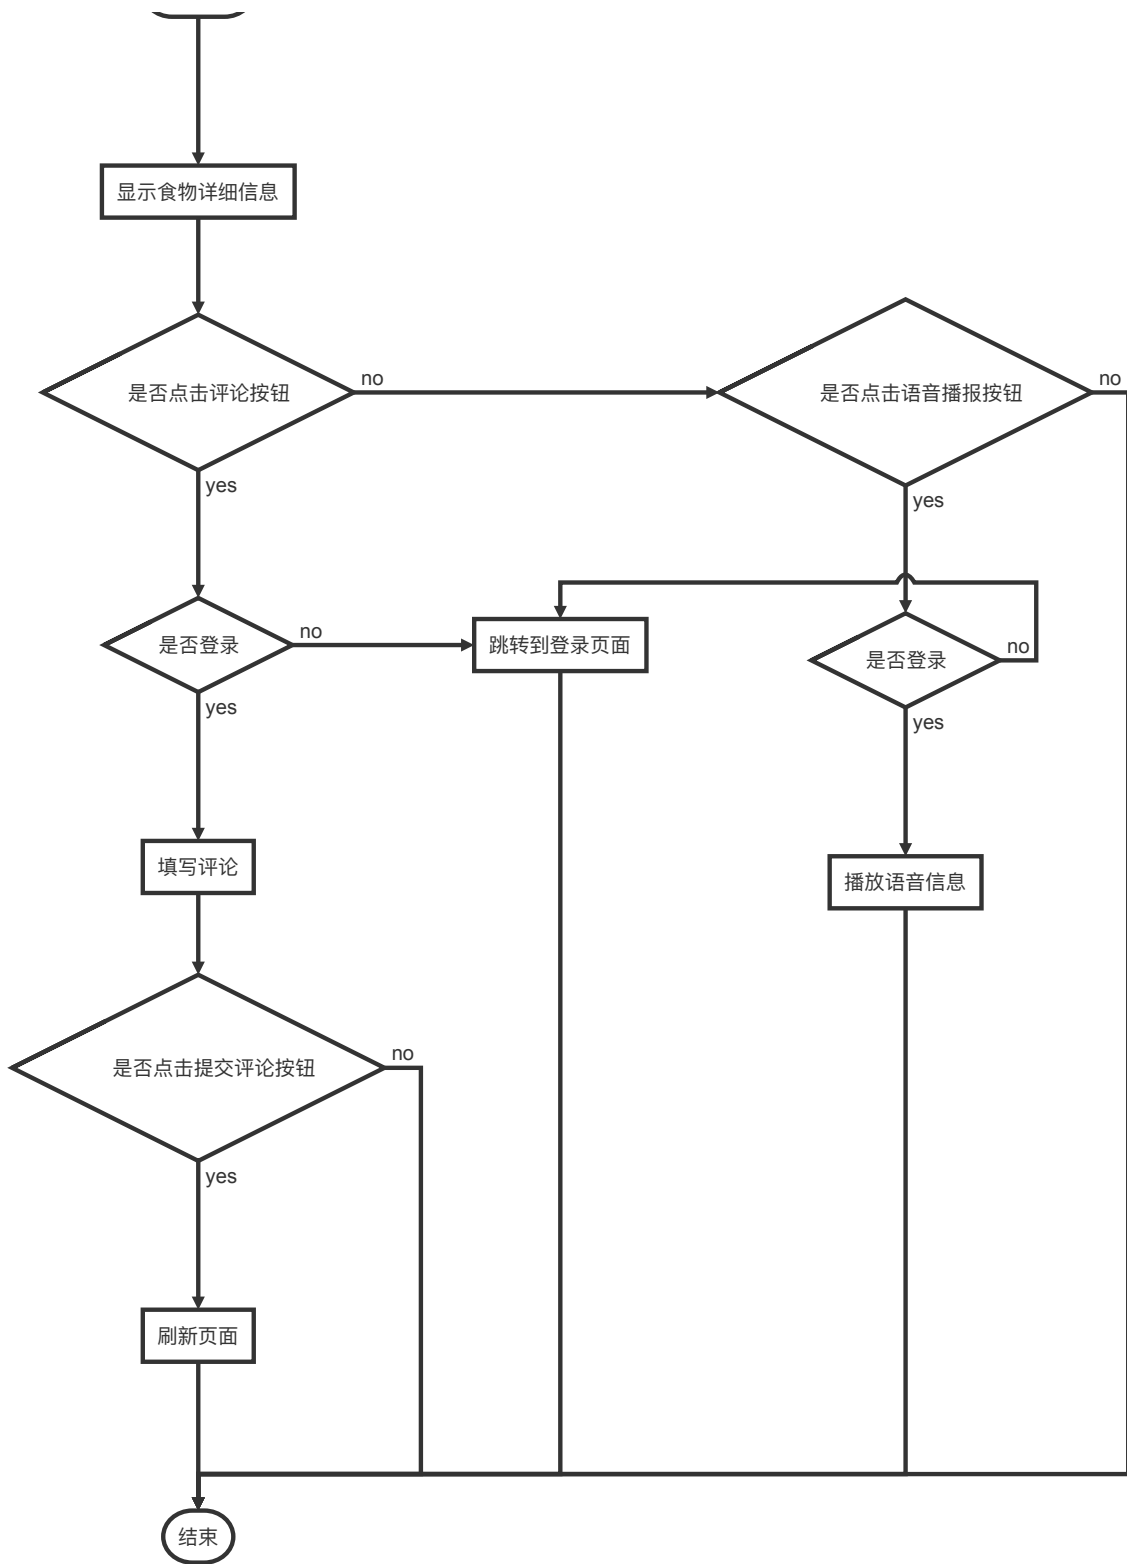 显示食物详细信息
是否点击评论按钮
no
是否点击语音播报按钮
no
yes
yes
是否登录
no
跳转到登录页面
是否登录
no
yes
yes
填写评论
播放语音信息
是否点击提交评论按钮
no
yes
刷新页面
结束